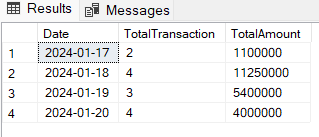 Results Messages
Date TotalTransaction TotalAmount
1 2024-01-17 2 1100000
2 2024-01-18 4 11250000
3 2024-01-19 3 5400000
4 2024-01-20 4 4000000